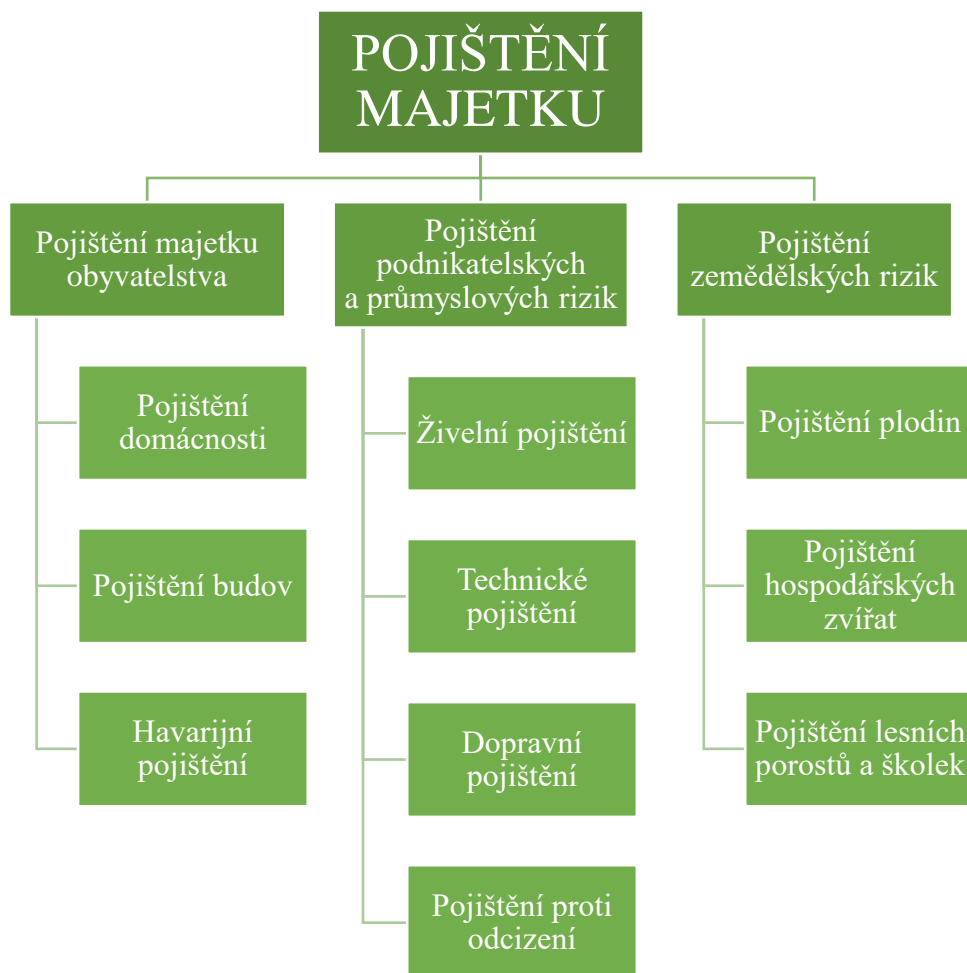 POJIŠTĚNÍ
MAJETKU
Pojištění majetku
obyvatelstva
Pojištění
domácnosti
Pojištění budov
Havarijní
pojištění
Pojištění
podnikatelských
a průmyslových rizik
Živelní pojištění
Technické
pojištění
Dopravní
pojištění
Pojištění proti
odcizení
Pojištění
zemědělských rizik
Pojištění plodin
Pojištění
hospodářských
zvířat
Pojištění lesních
porostů a školek